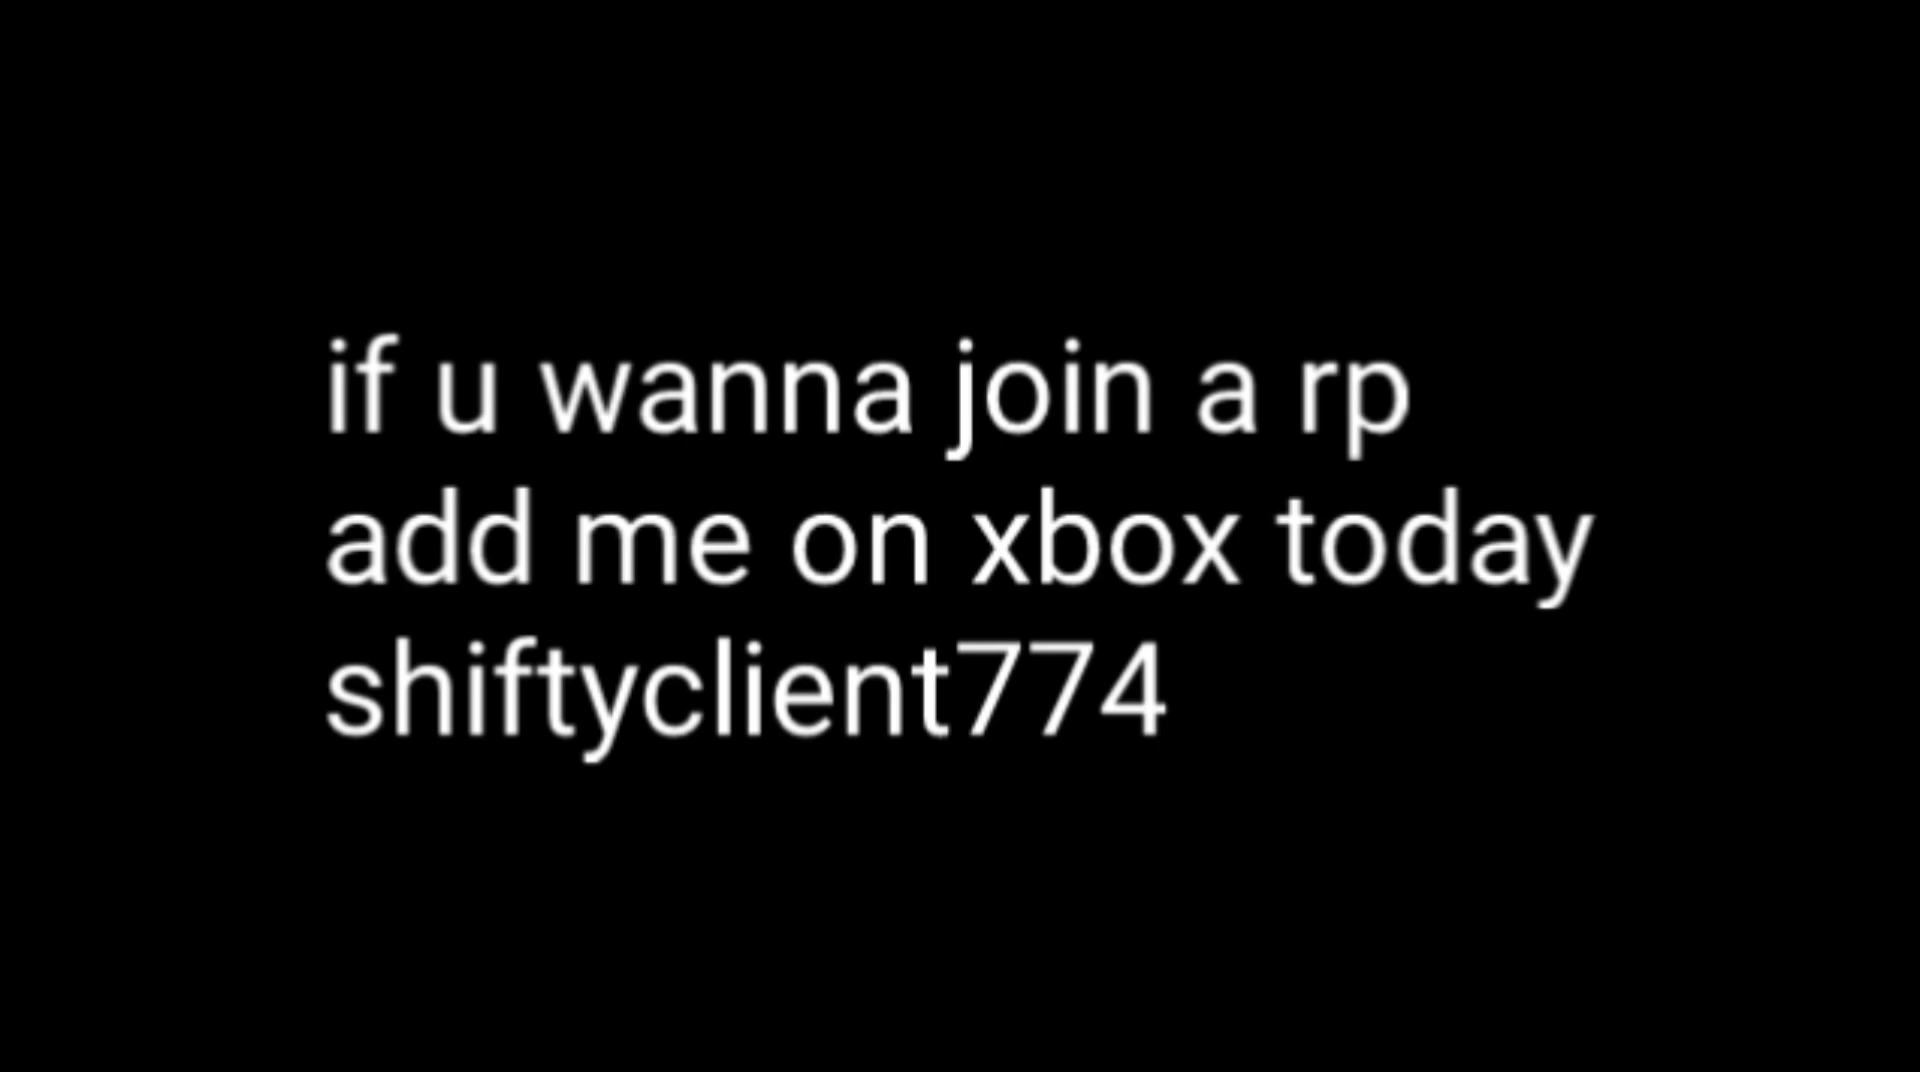 if u wanna join a rp
add me on xbox today
shiftyclient774